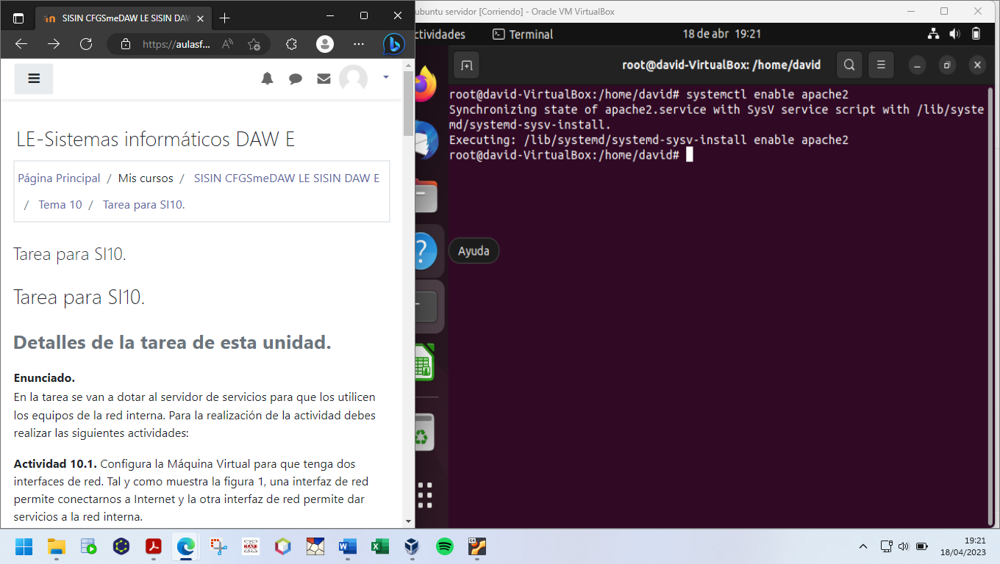 SISIN CFGSmeDAW LE SISIN DAW
https://aulasf...
LE-Sistemas informáticos DAW E
Página Principal / Mis cursos / SISIN CFGSmeDAW LE SISIN DAW E
/ Tema 10 / Tarea para SI10.
Tarea para SI10.
Tarea para SI10.
Detalles de la tarea de esta unidad.
Enunciado.
En la tarea se van a dotar al servidor de servicios para que los utilicen
los equipos de la red interna. Para la realización de la actividad debes
realizar las siguientes actividades:
Actividad 10.1. Configura la Máquina Virtual para que tenga dos
interfaces de red. Tal y como muestra la figura 1, una interfaz de red
permite conectarnos a Internet y la otra interfaz de red permite dar
servicios a la red interna.
ubuntu servidor [Corriendo] - Oracle VM VirtualBox
ctividades Terminal 18 de abr 19:21
root@david-VirtualBox: /home/david
root@david-VirtualBox:/home/david# systemctl enable apache2
Synchronizing state of apache2.service with SysV service script with /lib/syste
md/systemd-sysv-install.
Executing: /lib/systemd/systemd-sysv-install enable apache2
root@david-VirtualBox:/home/david#
Ayuda
19:21
18/04/2023